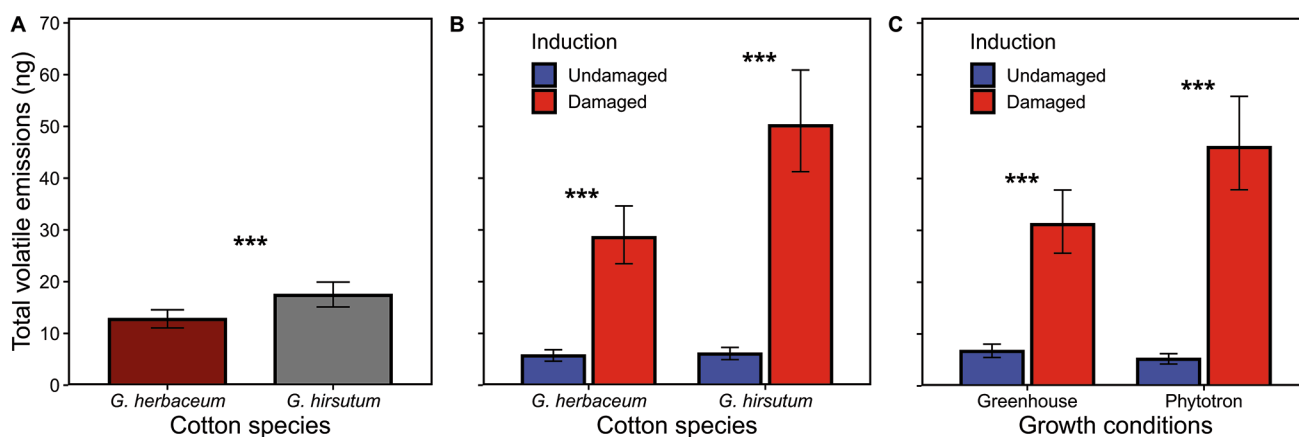 A
Total volatile emissions (ng)
70
60
50
40
30
20
10
0
***
G. herbaceum
G. hirsutum
Cotton species
B
Induction
Undamaged
Damaged
***
***
G. herbaceum
G. hirsutum
Cotton species
C
Induction
Undamaged
Damaged
***
***
Greenhouse
Phytotron
Growth conditions